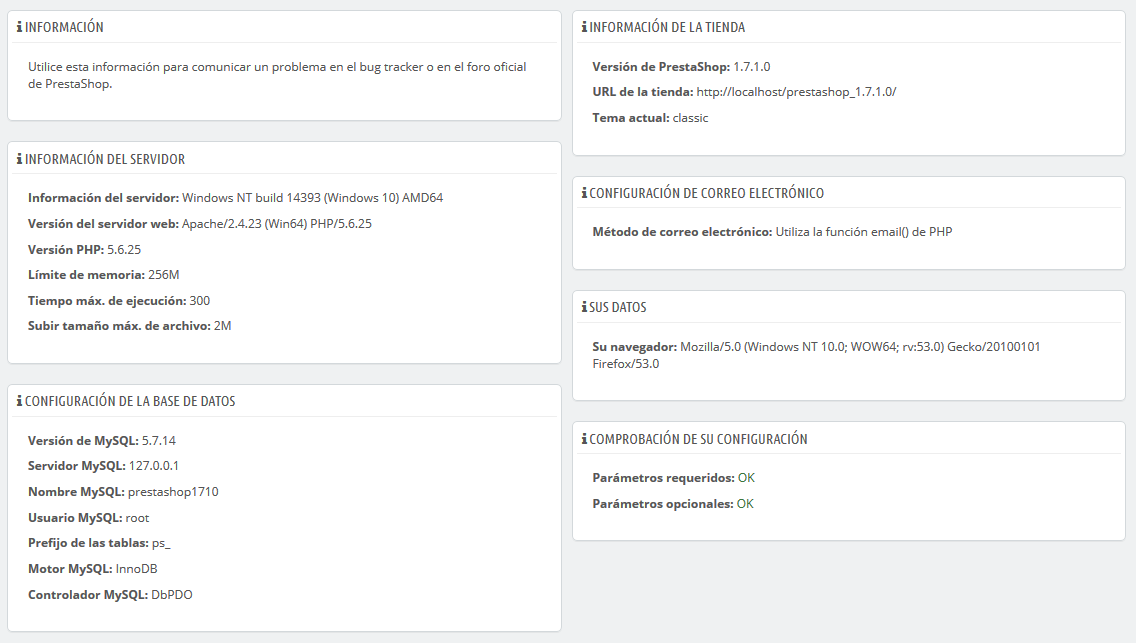 INFORMACIÓN
Utilice esta información para comunicar un problema en el bug tracker o en el foro oficial
de PrestaShop.
INFORMACIÓN DEL SERVIDOR
Información del servidor: Windows NT build 14393 (Windows 10) AMD64
Versión del servidor web: Apache/2.4.23 (Win64) PHP/5.6.25
Versión PHP: 5.6.25
Límite de memoria: 256M
Tiempo máx. de ejecución: 300
Subir tamaño máx. de archivo: 2M
CONFIGURACIÓN DE LA BASE DE DATOS
Versión de MySQL: 5.7.14
Servidor MySQL: 127.0.0.1
Nombre MySQL: prestashop1710
Usuario MySQL: root
Prefijo de las tablas: ps_
Motor MySQL: InnoDB
Controlador MySQL: DbPDO
INFORMACIÓN DE LA TIENDA
Versión de PrestaShop: 1.7.1.0
URL de la tienda: http://localhost/prestashop_1.7.1.0/
Tema actual: classic
CONFIGURACIÓN DE CORREO ELECTRÓNICO
Método de correo electrónico: Utiliza la función email() de PHP
SUS DATOS
Su navegador: Mozilla/5.0 (Windows NT 10.0; WOW64; rv:53.0) Gecko/20100101
Firefox/53.0
COMPROBACIÓN DE SU CONFIGURACIÓN
Parámetros requeridos: OK
Parámetros opcionales: OK